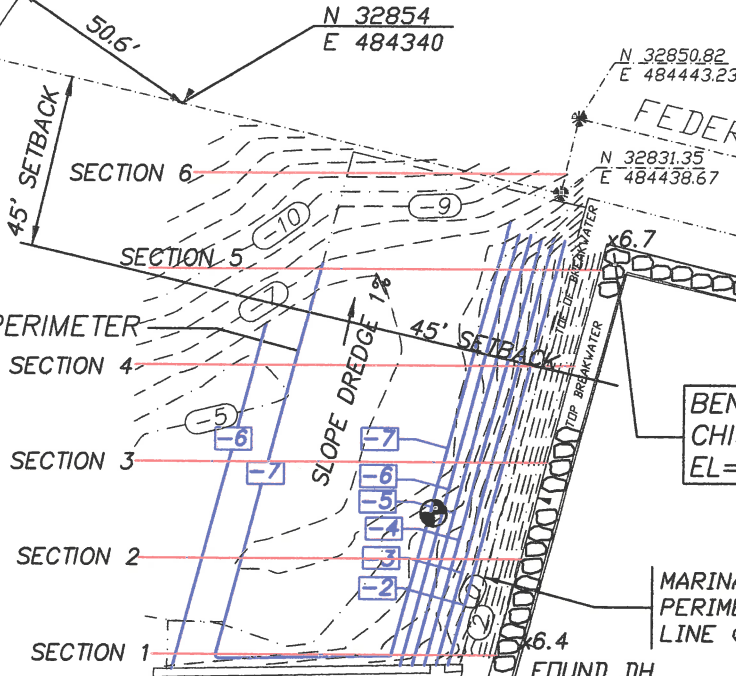 N 32854
E 484340
50.6'
N 32850.82
E 484443.23
FEDER
45' SETBACK
SECTION 6
N 32831.35
E 484438.67
-9
-10
SECTION 5
TOE OF BREAKWATER
x6.7
-7
SLOPE DREDGE 1%
PERIMETER
45' SETBACK
SECTION 4
TOP BREAKWATER
BEN
CHI
EL=
-5
-6
-7
-7
SECTION 3
-6
-5
-4
SECTION 2
-3
-2
MARINA
PERIME
LINE
0
-2
x6.4
SECTION 1
FOUND DH